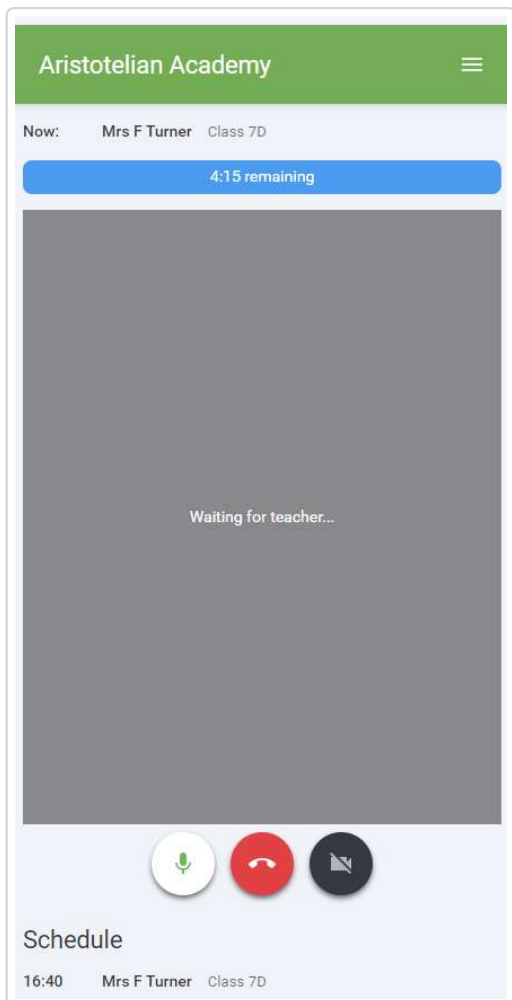 Aristotelian Academy
Now: Mrs F Turner Class 7D
4:15 remaining
Waiting for teacher...
Schedule
16:40 Mrs F Turner Class 7D